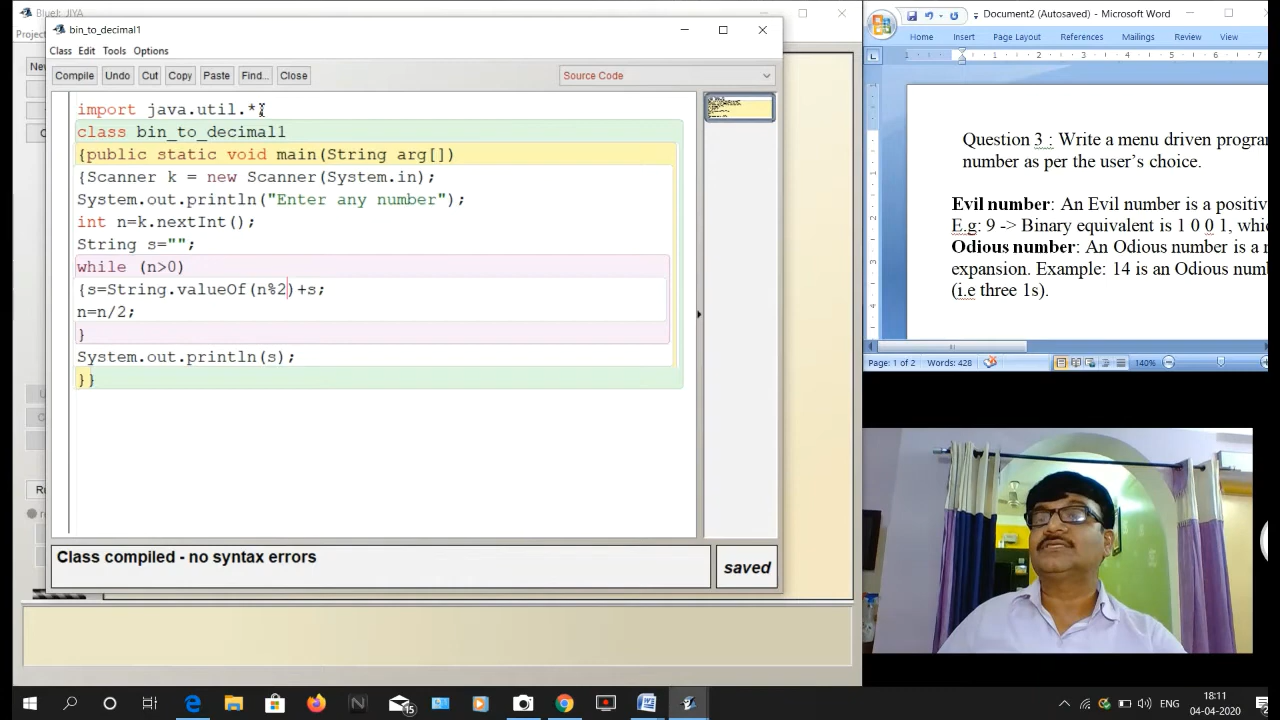 BlueJ: JIYA
bin_to_decimal1
Class Edit Tools Options
Compile Undo Cut Copy Paste Find... Close
Source Code
import java.util.*;
class bin_to_decimal1
{public static void main(String arg[])
{Scanner k = new Scanner(System.in);
System.out.println("Enter any number");
int n=k.nextInt();
String s="";
while (n>0)
{s=String.valueOf(n%2)+s;
n=n/2;
}
System.out.println(s);
}}
Class compiled - no syntax errors
saved
Document2 (Autosaved) - Microsoft Word
Home Insert Page Layout References Mailings Review View
Question 3 : Write a menu driven progra
number as per the user's choice.
Evil number: An Evil number is a positiv
E.g: 9 -> Binary equivalent is 1 0 0 1, whic
Odious number: An Odious number is a n
expansion. Example: 14 is an Odious num
(i.e three 1s).
Page: 1 of 2 Words: 428 140%
15
18:11
04-04-2020